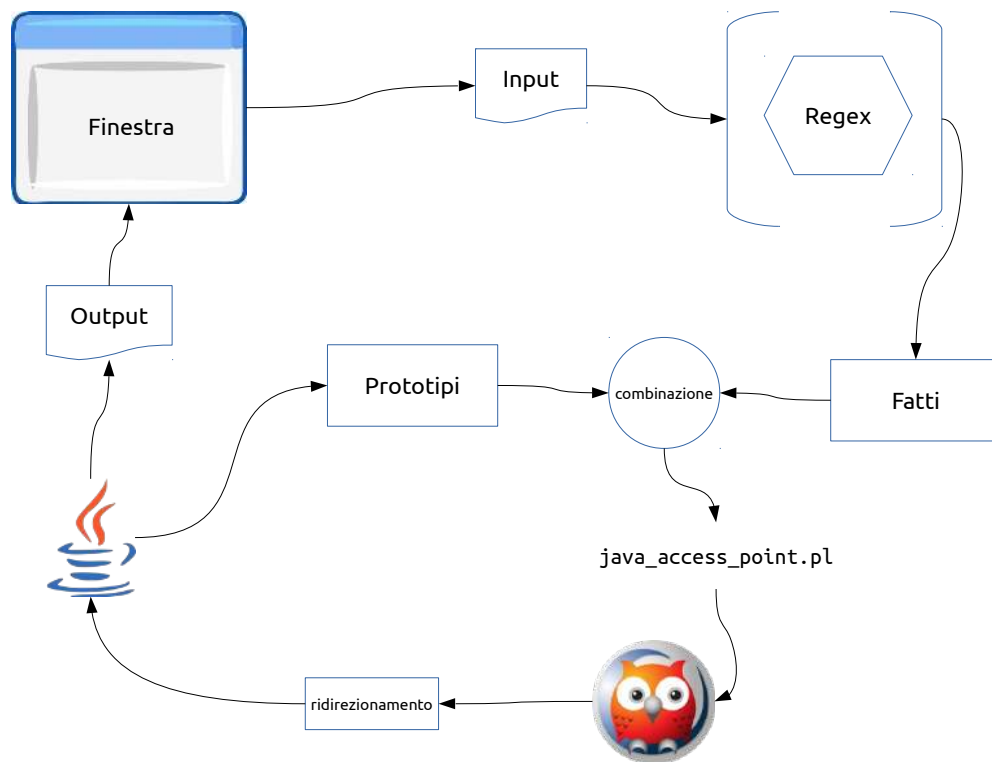 Finestra
Input
Regex
Output
Prototipi
combinazione
Fatti
java_access_point.pl
ridirezionamento